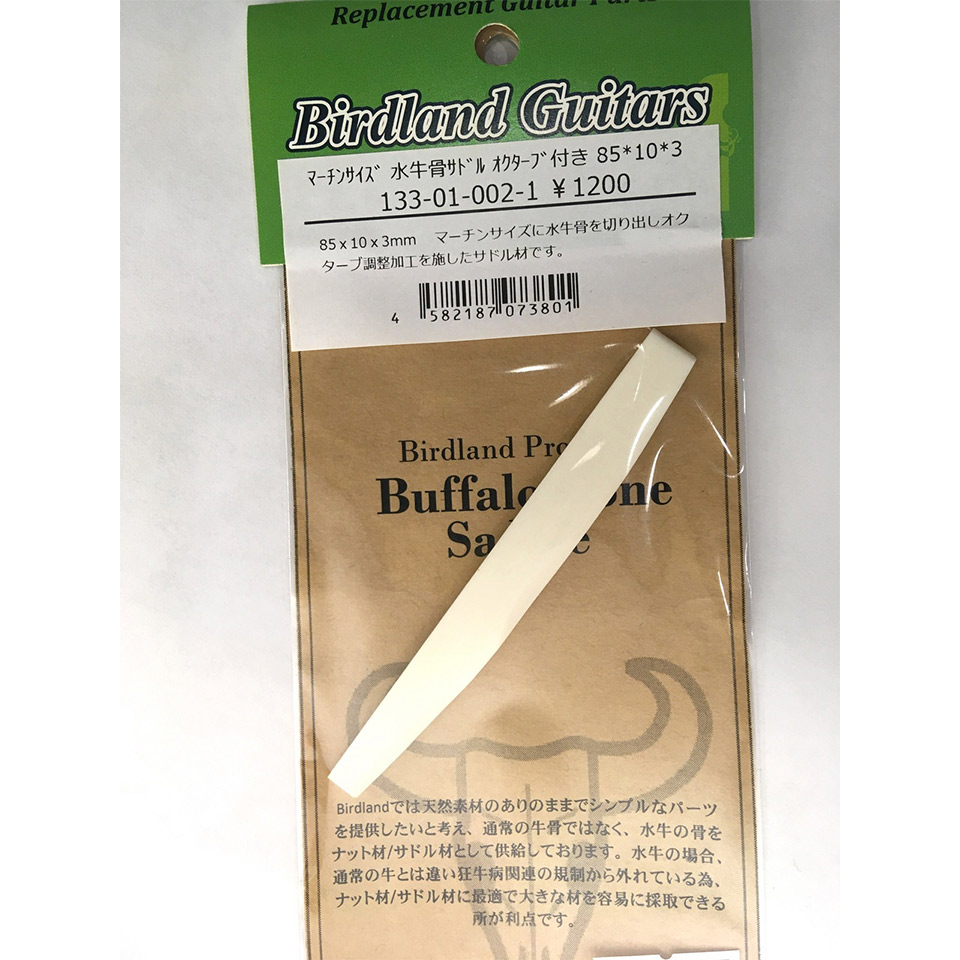 Replacement Guitar Parts
Birdland Guitars
ﾏｰﾁﾝｻｲｽﾞ 水牛骨ｻﾄﾞﾙ ｵｸﾀｰﾌﾞ付き 85*10*3
133-01-002-1 ￥1200
85ｘ10ｘ3mm　マーチンサイズに水牛骨を切り出しオク
ターブ調整加工を施したサドル材です。
4 582187 073801
Birdland
Buffalo
Birdlandでは天然素材のありのままでシンプルなパーツ
を提供したいと考え、通常の牛骨ではなく、水牛の骨を
ナット材/サドル材として供給しております。水牛の場合、
通常の牛とは違い狂牛病関連の規制から外れている為、
ナット材/サドル材に最適で大きな材を容易に採取できる
所が利点です。